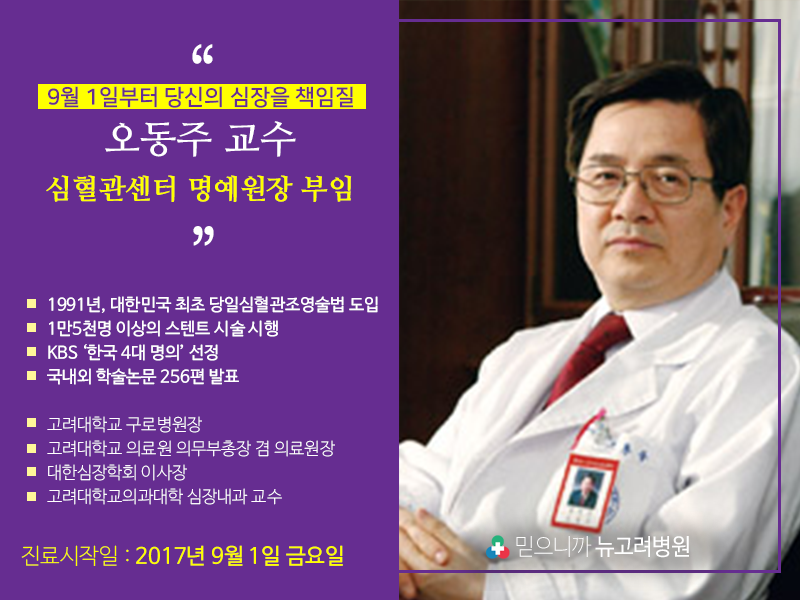 “
9월 1일부터 당신의 심장을 책임질
오동주 교수
심혈관센터 명예원장 부임
”
■ 1991년, 대한민국 최초 당일심혈관조영술법 도입
■ 1만5천명 이상의 스텐트 시술 시행
■ KBS ‘한국 4대 명의’ 선정
■ 국내외 학술논문 256편 발표
■ 고려대학교 구로병원장
■ 고려대학교 의료원 의무부총장 겸 의료원장
■ 대한심장학회 이사장
■ 고려대학교의과대학 심장내과 교수
진료시작일 : 2017년 9월 1일 금요일
믿으니까 뉴고려병원